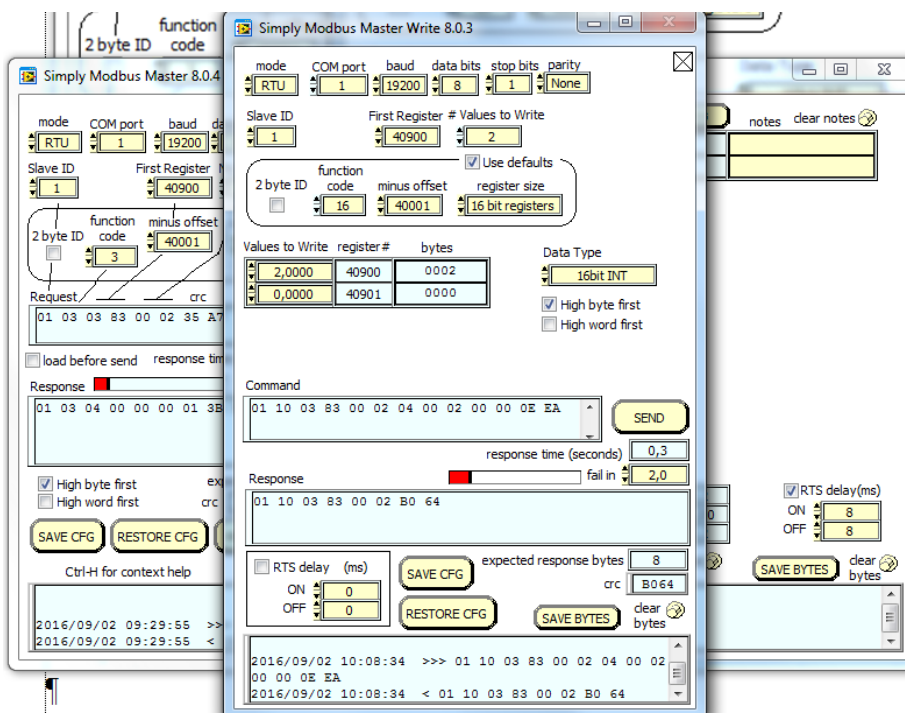 function
2 byte ID code
Simply Modbus Master 8.0.4
mode COM port baud
RTU 1 19200
Slave ID First Register
1 40900
function minus offset
2 byte ID code 40001
3
Request crc
01 03 03 83 00 02 35 A7
load before send response
Response
01 03 04 00 00 00 01 3B
High byte first
High word first crc
SAVE CFG RESTORE CFG
Ctrl-H for context help
2016/09/02 09:29:55 >>
2016/09/02 09:29:55 <
Simply Modbus Master Write 8.0.3
mode COM port baud data bits stop bits parity
RTU 1 19200 8 1 None
Slave ID First Register # Values to Write
1 40900 2
Use defaults
function
2 byte ID code minus offset register size
16 40001 16 bit registers
Values to Write register# bytes
2,0000 40900 0002
0,0000 40901 0000
Data Type
16bit INT
High byte first
High word first
Command
01 10 03 83 00 02 04 00 02 00 00 0E EA
SEND
response time (seconds) 0,3
Response fail in 2,0
01 10 03 83 00 02 B0 64
RTS delay (ms)
ON 0
OFF 0
SAVE CFG
RESTORE CFG
expected response bytes 8
crc B064
SAVE BYTES clear
bytes
2016/09/02 10:08:34 >>> 01 10 03 83 00 02 04 00 02
00 00 0E EA
2016/09/02 10:08:34 < 01 10 03 83 00 02 B0 64
notes clear notes
RTS delay(ms)
ON 8
OFF 8
SAVE BYTES clear
bytes
¶